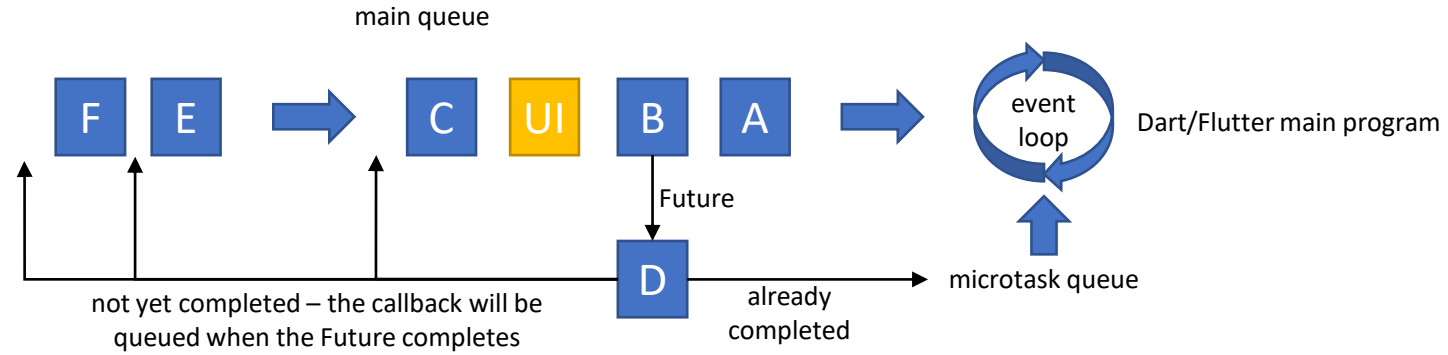 main queue
F
E
C
UI
B
A
event
loop
Dart/Flutter main program
Future
D
not yet completed – the callback will be
queued when the Future completes
already
completed
microtask queue